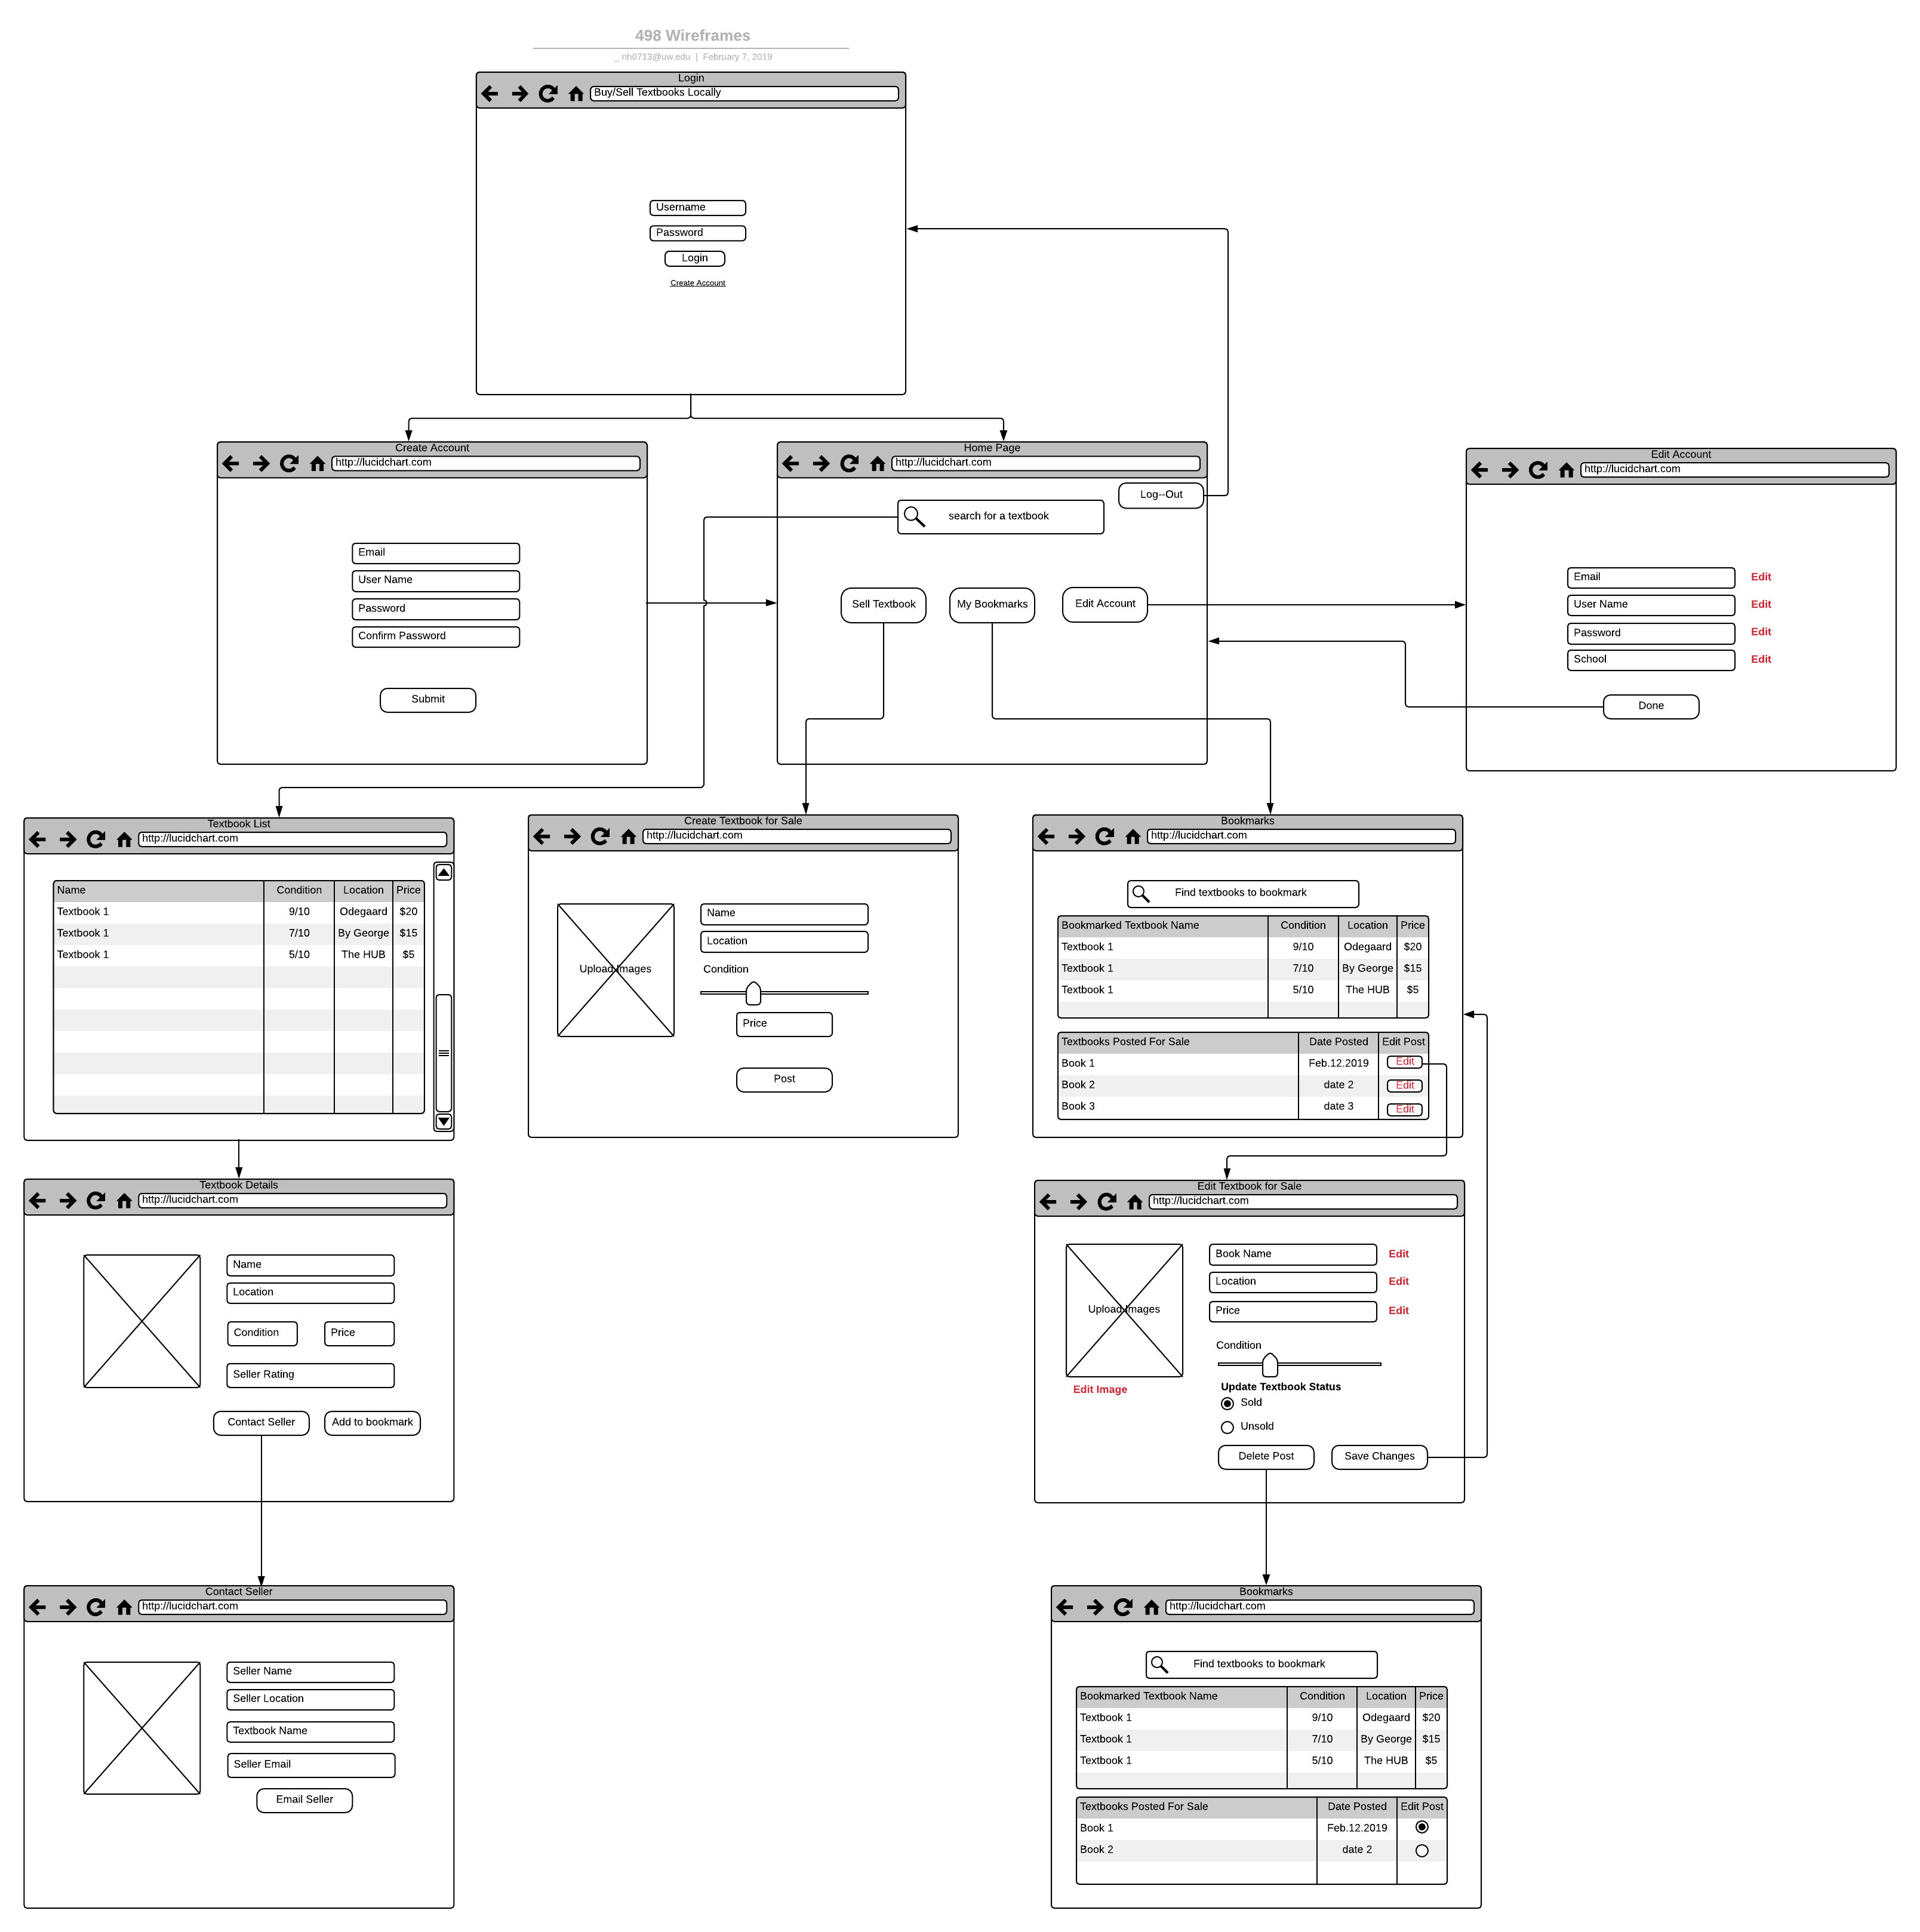 498 Wireframes
_ nh0713@uw.edu | February 7, 2019
Login
Buy/Sell Textbooks Locally
Username
Password
Login
Create Account
Create Account
http://lucidchart.com
Email
User Name
Password
Confirm Password
Submit
Home Page
http://lucidchart.com
Log--Out
search for a textbook
Sell Textbook
My Bookmarks
Edit Account
Edit Account
http://lucidchart.com
Email Edit
User Name Edit
Password Edit
School Edit
Done
Textbook List
http://lucidchart.com
Name Condition Location Price
Textbook 1 9/10 Odegaard $20
Textbook 1 7/10 By George $15
Textbook 1 5/10 The HUB $5
Create Textbook for Sale
http://lucidchart.com
Upload Images
Name
Location
Condition
Price
Post
Bookmarks
http://lucidchart.com
Find textbooks to bookmark
Bookmarked Textbook Name Condition Location Price
Textbook 1 9/10 Odegaard $20
Textbook 1 7/10 By George $15
Textbook 1 5/10 The HUB $5
Textbooks Posted For Sale Date Posted Edit Post
Book 1 Feb.12.2019 Edit
Book 2 date 2 Edit
Book 3 date 3 Edit
Textbook Details
http://lucidchart.com
Name
Location
Condition Price
Seller Rating
Contact Seller Add to bookmark
Edit Textbook for Sale
http://lucidchart.com
Upload Images
Edit Image
Book Name Edit
Location Edit
Price Edit
Condition
Update Textbook Status
Sold
Unsold
Delete Post Save Changes
Contact Seller
http://lucidchart.com
Seller Name
Seller Location
Textbook Name
Seller Email
Email Seller
Bookmarks
http://lucidchart.com
Find textbooks to bookmark
Bookmarked Textbook Name Condition Location Price
Textbook 1 9/10 Odegaard $20
Textbook 1 7/10 By George $15
Textbook 1 5/10 The HUB $5
Textbooks Posted For Sale Date Posted Edit Post
Book 1 Feb.12.2019
Book 2 date 2